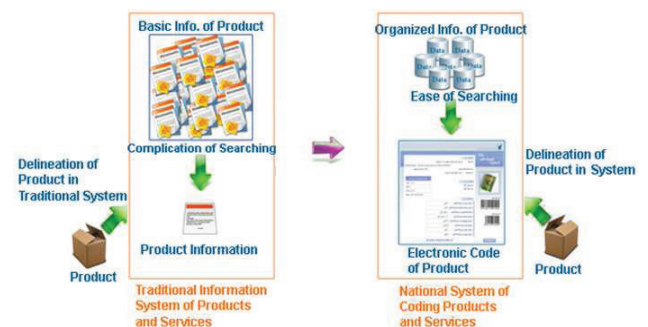 Basic Info. of Product
Complication of Searching
Delineation of
Product in
Traditional System
Product
Product Information
Traditional Information
System of Products
and Services
Organized Info. of Product
Data
Data
Data
Data
Data
Data
Ease of Searching
Delineation of
Product in System
Electronic Code
of Product
Product
National System of
Coding Products
and Services